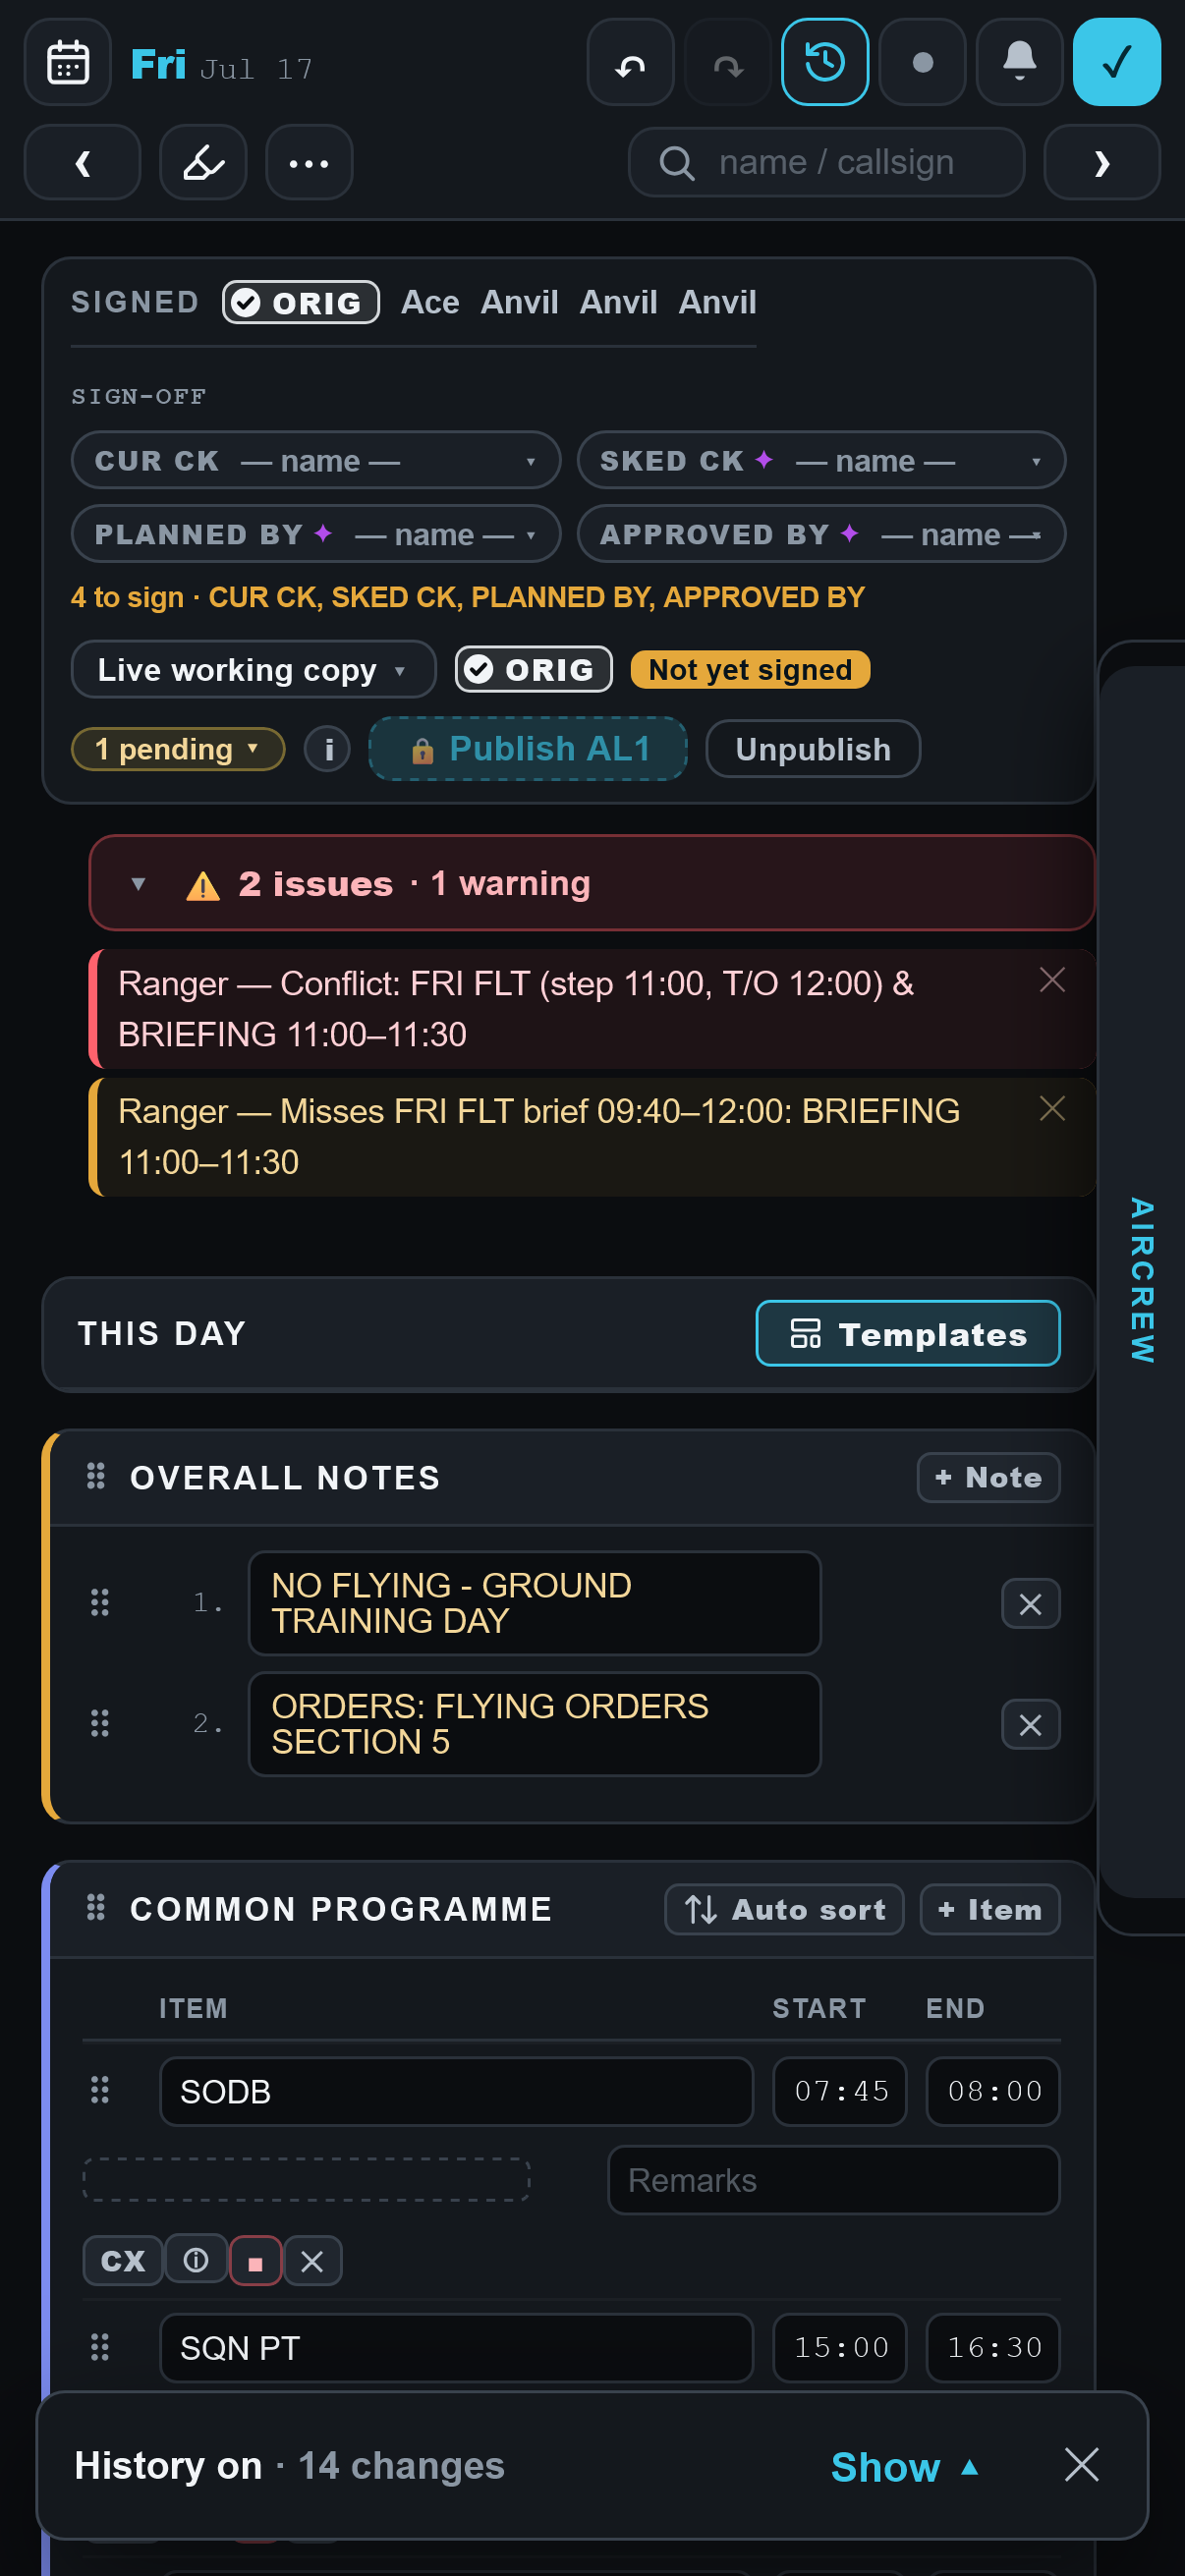 Fri Jul 17
name / callsign
SIGNED ORIG Ace Anvil Anvil Anvil
SIGN-OFF
CUR CK — name —
SKED CK ✦ — name —
PLANNED BY ✦ — name —
APPROVED BY ✦ — name —
4 to sign · CUR CK, SKED CK, PLANNED BY, APPROVED BY
Live working copy ▾ ORIG Not yet signed
1 pending ▾ i Publish AL1 Unpublish
2 issues · 1 warning
Ranger — Conflict: FRI FLT (step 11:00, T/O 12:00) &
BRIEFING 11:00–11:30
Ranger — Misses FRI FLT brief 09:40–12:00: BRIEFING
11:00–11:30
AIRCREW
THIS DAY Templates
OVERALL NOTES + Note
1. NO FLYING - GROUND
TRAINING DAY
2. ORDERS: FLYING ORDERS
SECTION 5
COMMON PROGRAMME Auto sort + Item
ITEM START END
SODB 07:45 08:00
Remarks
CX
SQN PT 15:00 16:30
History on · 14 changes Show ▲